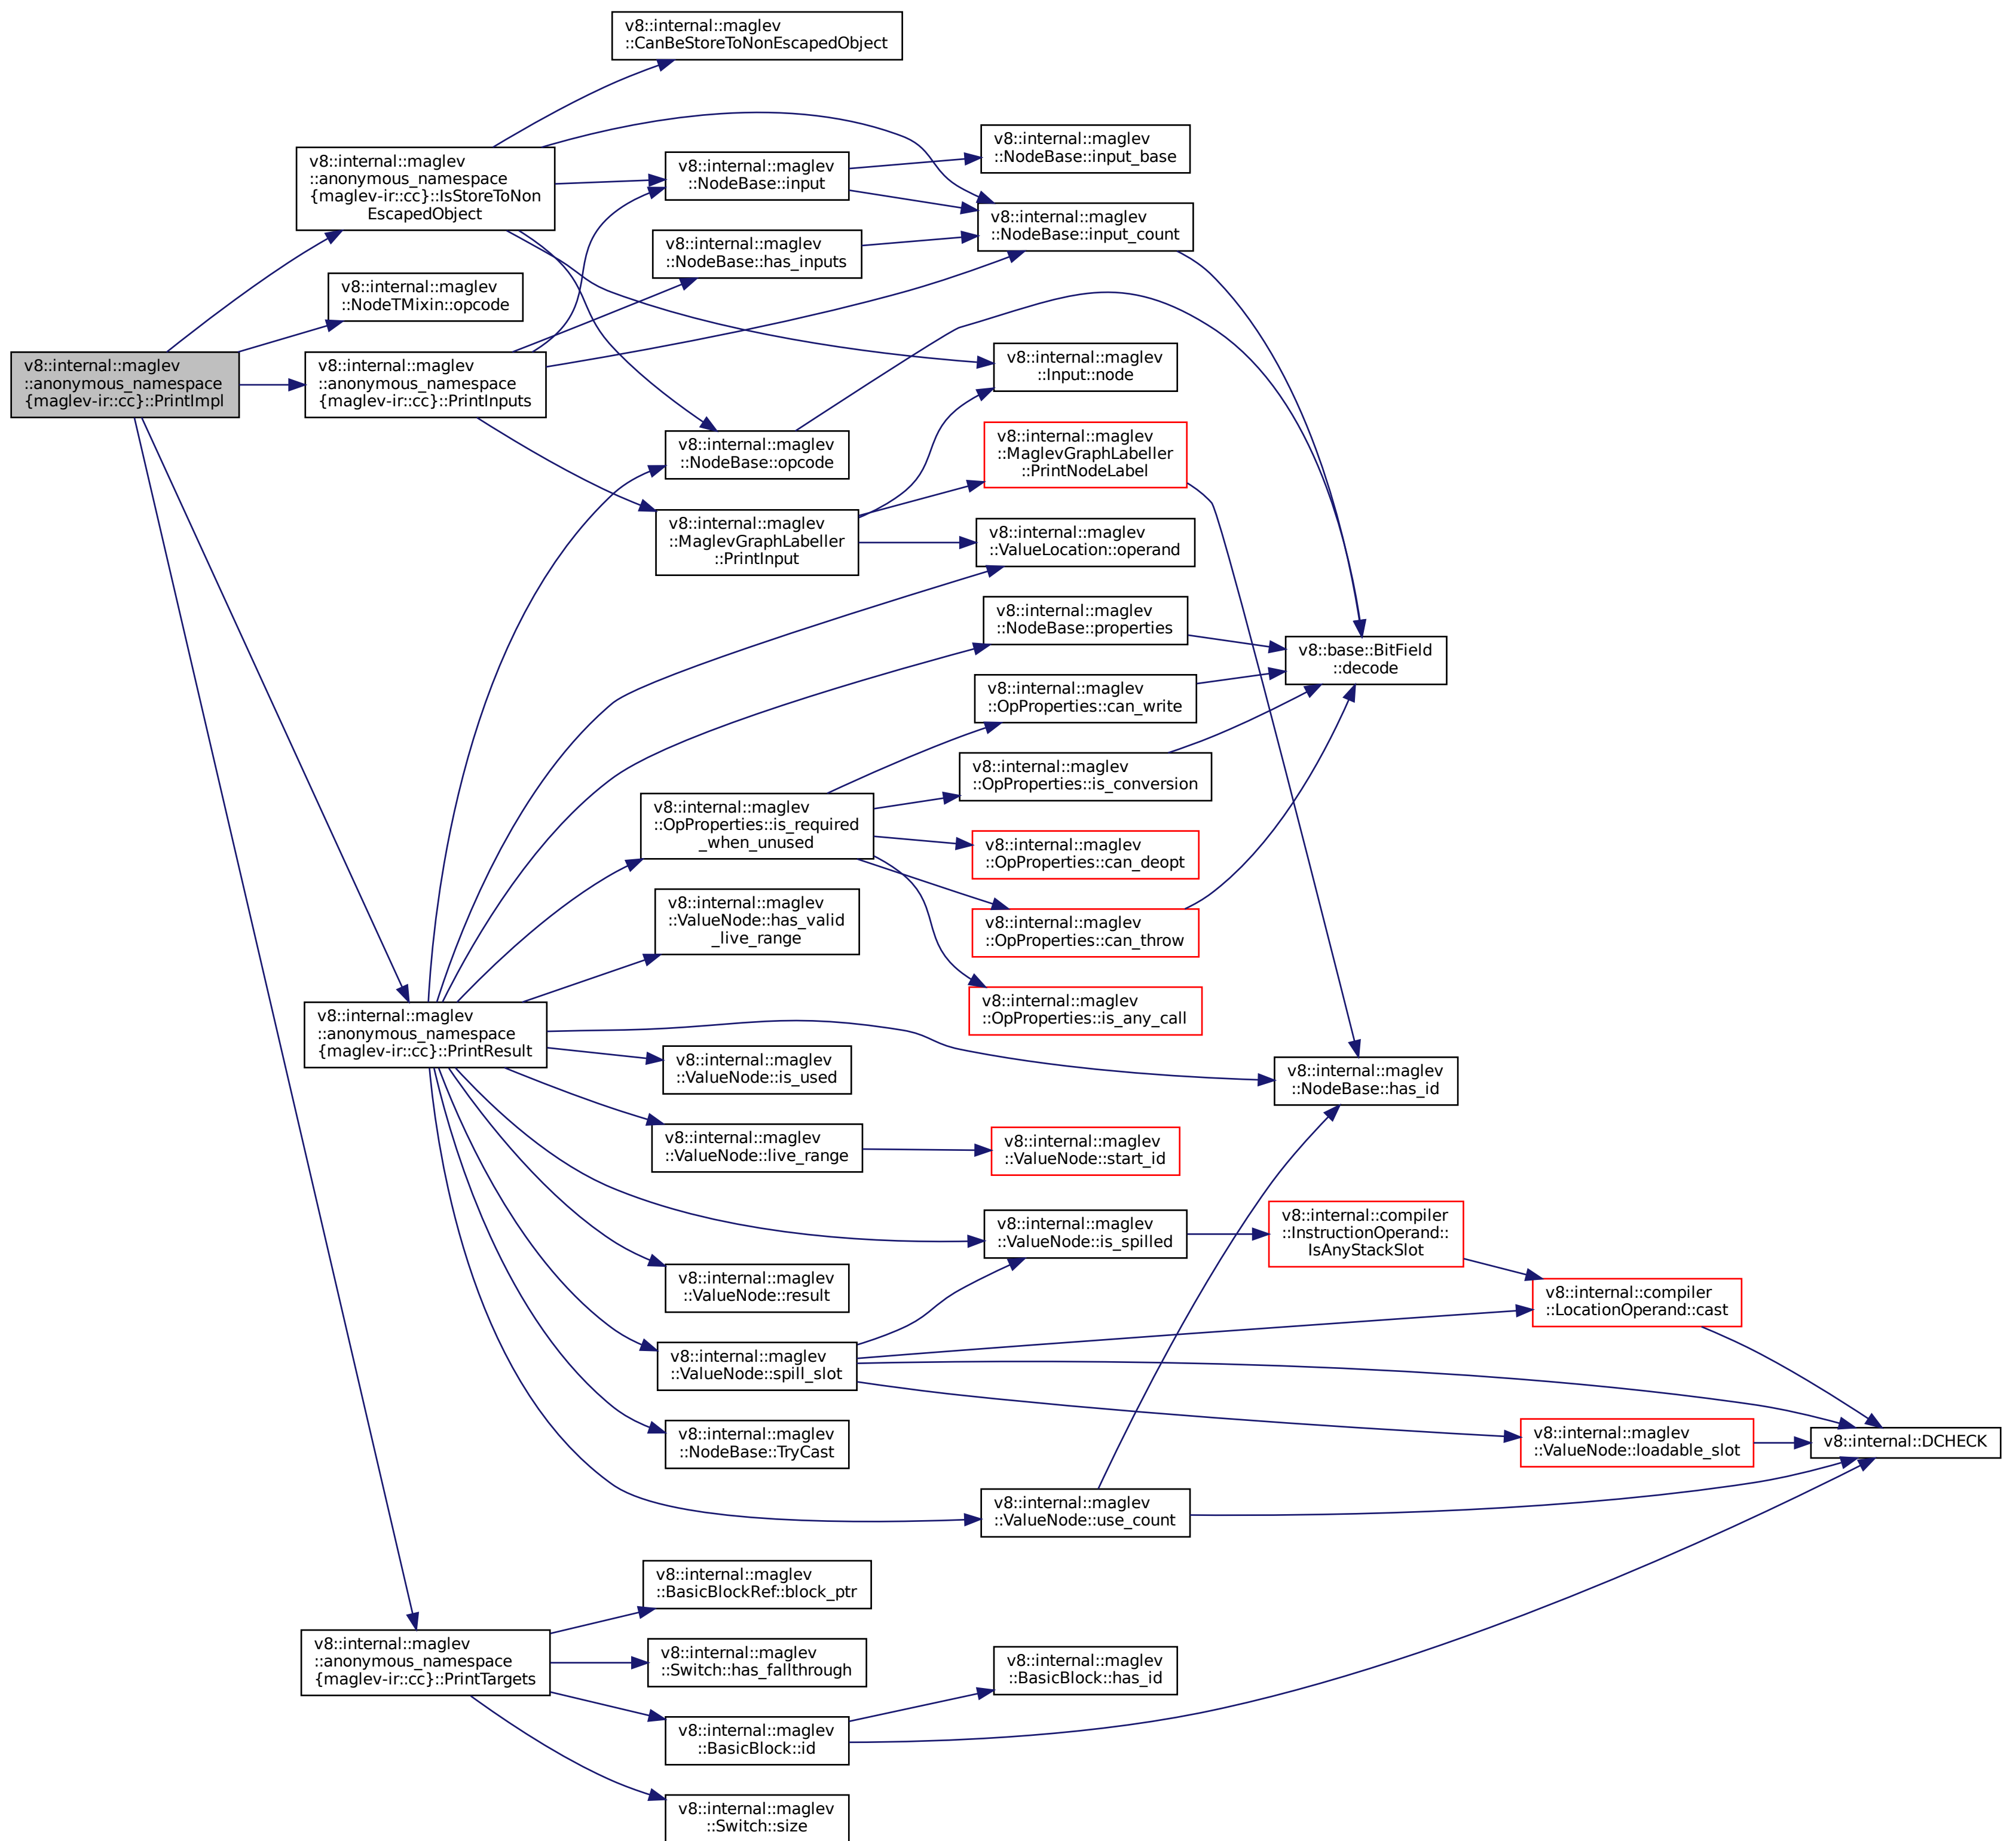 v8::internal::maglev
::anonymous_namespace
{maglev-ir::cc}::PrintImpl
v8::internal::maglev
::anonymous_namespace
{maglev-ir::cc}::IsStoreToNon
EscapedObject
v8::internal::maglev
::NodeTMixin::opcode
v8::internal::maglev
::anonymous_namespace
{maglev-ir::cc}::PrintInputs
v8::internal::maglev
::anonymous_namespace
{maglev-ir::cc}::PrintResult
v8::internal::maglev
::anonymous_namespace
{maglev-ir::cc}::PrintTargets
v8::internal::maglev
::CanBeStoreToNonEscapedObject
v8::internal::maglev
::NodeBase::input
v8::internal::maglev
::NodeBase::has_inputs
v8::internal::maglev
::NodeBase::opcode
v8::internal::maglev
::MaglevGraphLabeller
::PrintInput
v8::internal::maglev
::OpProperties::is_required
_when_unused
v8::internal::maglev
::ValueNode::has_valid
_live_range
v8::internal::maglev
::ValueNode::is_used
v8::internal::maglev
::ValueNode::live_range
v8::internal::maglev
::ValueNode::result
v8::internal::maglev
::ValueNode::spill_slot
v8::internal::maglev
::NodeBase::TryCast
v8::internal::maglev
::BasicBlockRef::block_ptr
v8::internal::maglev
::Switch::has_fallthrough
v8::internal::maglev
::BasicBlock::id
v8::internal::maglev
::Switch::size
v8::internal::maglev
::NodeBase::input_base
v8::internal::maglev
::NodeBase::input_count
v8::internal::maglev
::Input::node
v8::internal::maglev
::MaglevGraphLabeller
::PrintNodeLabel
v8::internal::maglev
::ValueLocation::operand
v8::internal::maglev
::NodeBase::properties
v8::internal::maglev
::OpProperties::can_write
v8::internal::maglev
::OpProperties::is_conversion
v8::internal::maglev
::OpProperties::can_deopt
v8::internal::maglev
::OpProperties::can_throw
v8::internal::maglev
::OpProperties::is_any_call
v8::internal::maglev
::ValueNode::start_id
v8::internal::maglev
::ValueNode::is_spilled
v8::internal::maglev
::ValueNode::use_count
v8::internal::maglev
::BasicBlock::has_id
v8::base::BitField
::decode
v8::internal::maglev
::NodeBase::has_id
v8::internal::compiler
::InstructionOperand::
IsAnyStackSlot
v8::internal::compiler
::LocationOperand::cast
v8::internal::maglev
::ValueNode::loadable_slot
v8::internal::DCHECK